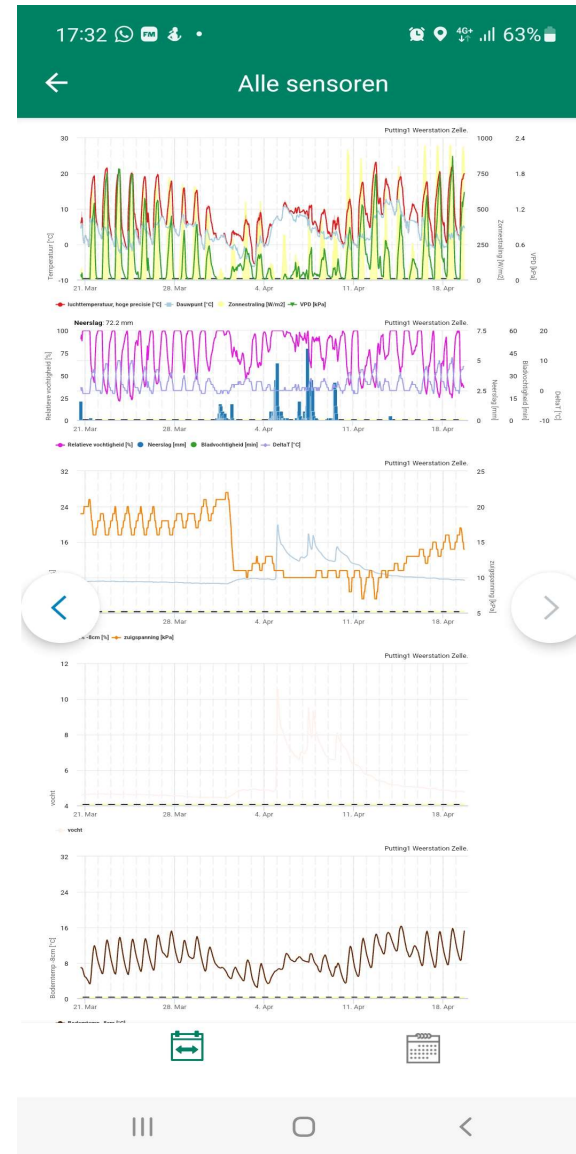 17:32 FM 4G+ 63%
Alle sensoren
Putting1 Weerstation Zelle.
30 20 10 0 -10
Temperatuur [°C]
1000 750 500 250 0
Zonnestraling [W/m2]
2.4 1.8 1.2 0.6 0
VPD [kPa]
21. Mar 28. Mar 4. Apr 11. Apr 18. Apr
luchttemperatuur, hoge precisie [°C] Dauwpunt [°C] Zonnestraling [W/m2] VPD [kPa]
Neerslag: 72.2 mm Putting1 Weerstation Zelle.
100 75 50 25 0
Relatieve vochtigheid [%]
7.5 5 2.5 0
Neerslag [mm]
60 45 30 15 0
Bladvochtigheid [min]
20 10 0 -10
DeltaT [°C]
21. Mar 28. Mar 4. Apr 11. Apr 18. Apr
Relatieve vochtigheid [%] Neerslag [mm] Bladvochtigheid [min] DeltaT [°C]
Putting1 Weerstation Zelle.
32 24 16
25 20 15 10 5
zuigspanning [kPa]
28. Mar 4. Apr 11. Apr 18. Apr
-8cm [%] zuigspanning [kPa]
Putting1 Weerstation Zelle.
12 10 8 6 4
vocht
21. Mar 28. Mar 4. Apr 11. Apr 18. Apr
vocht
Putting1 Weerstation Zelle.
32 24 16 8 0
Bodemtemp -8cm [°C]
21. Mar 28. Mar 4. Apr 11. Apr 18. Apr